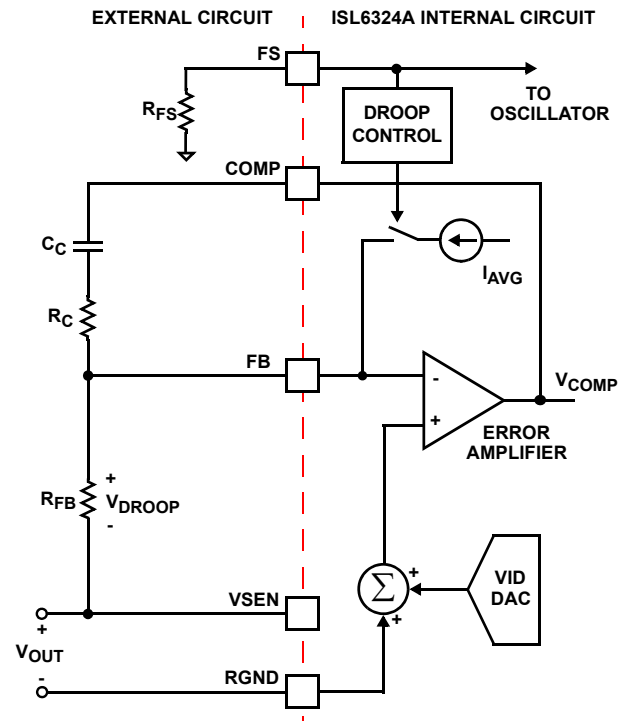 EXTERNAL CIRCUIT
ISL6324A INTERNAL CIRCUIT
FS
RFS
TO
OSCILLATOR
DROOP
CONTROL
COMP
CC
IAVG
RC
FB
-
+
VCOMP
ERROR
AMPLIFIER
RFB
+
VDROOP
-
VSEN
+
VOUT
-
Σ
+
+
VID
DAC
RGND